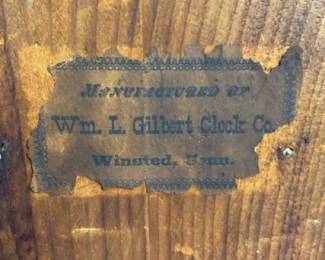 Manufactured by
Wm. L. Gilbert Clock Co.
Winsted, Conn.